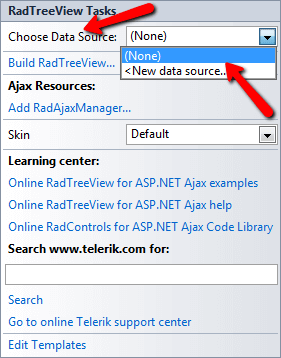 RadTreeView Tasks
Choose Data Source: (None)
(None)
<New data source...
Build RadTreeView...
Ajax Resources:
Add RadAjaxManager...
Skin Default
Learning center:
Online RadTreeView for ASP.NET Ajax examples
Online RadTreeView for ASP.NET Ajax help
Online RadControls for ASP.NET Ajax Code Library
Search www.telerik.com for:
Search
Go to online Telerik support center
Edit Templates